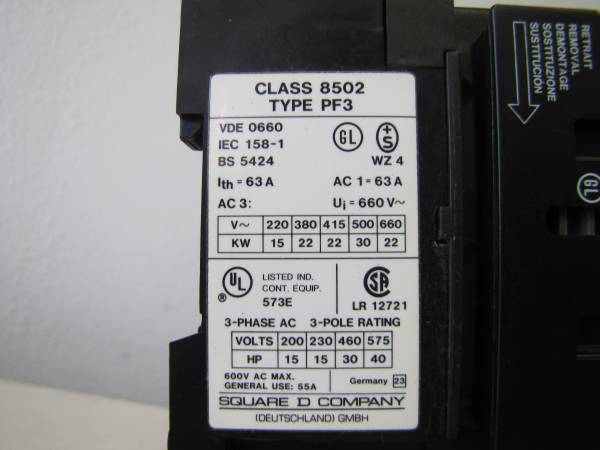 CLASS 8502
TYPE PF3
VDE 0660
IEC 158-1
BS 5424
GL
+S
WZ 4
Ith = 63 A AC 1 = 63 A
AC 3: Ui = 660 V~
V~ 220 380 415 500 660
KW 15 22 22 30 22
UL ®
LISTED IND.
CONT. EQUIP.
573E
SA
LR 12721
3-PHASE AC 3-POLE RATING
VOLTS 200 230 460 575
HP 15 15 30 40
600V AC MAX.
GENERAL USE: 55A
Germany 23
SQUARE D COMPANY
(DEUTSCHLAND) GMBH
RETRAIT
REMOVAL
DEMONTAGE
SOSTITUZIONE
SUSTITUCIÓN
GL